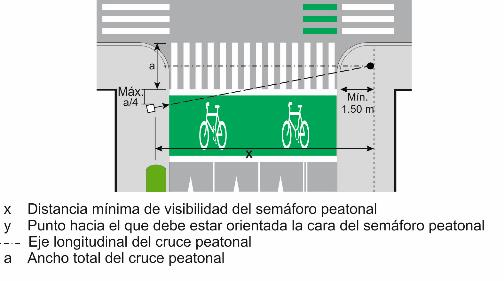 a
Máx.
a/4
Mín.
1.50 m
x
x Distancia mínima de visibilidad del semáforo peatonal
y Punto hacia el que debe estar orientada la cara del semáforo peatonal
Eje longitudinal del cruce peatonal
a Ancho total del cruce peatonal